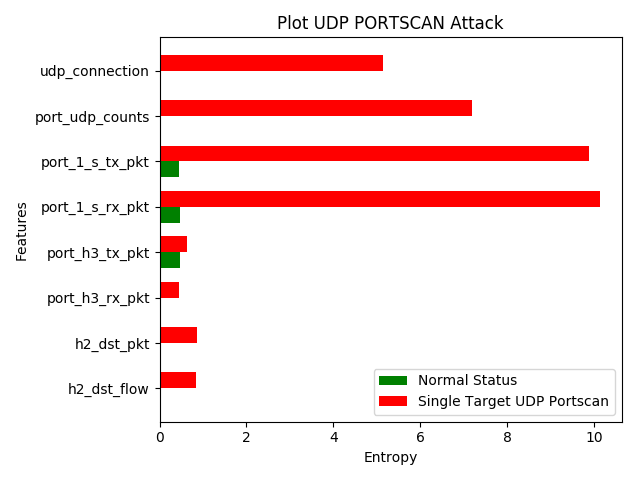 Plot UDP PORTSCAN Attack
udp_connection
port_udp_counts
port_1_s_tx_pkt
port_1_s_rx_pkt
port_h3_tx_pkt
port_h3_rx_pkt
h2_dst_pkt
h2_dst_flow
Features
Normal Status
Single Target UDP Portscan
0 2 4 6 8 10
Entropy